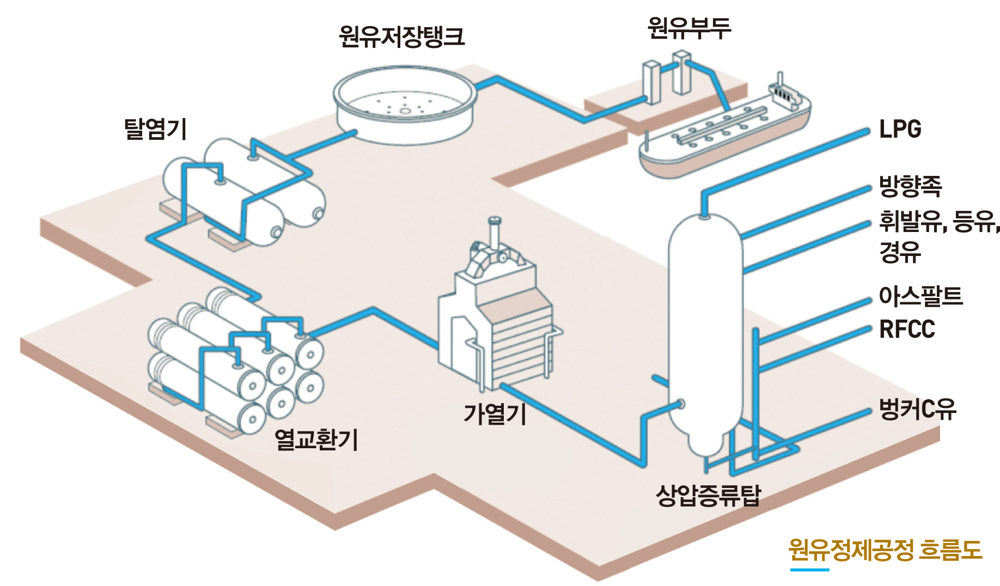 원유부두
원유저장탱크
탈염기
LPG
방향족
휘발유, 등유,
경유
아스팔트
RFCC
벙커C유
가열기
열교환기
상압증류탑
원유정제공정 흐름도